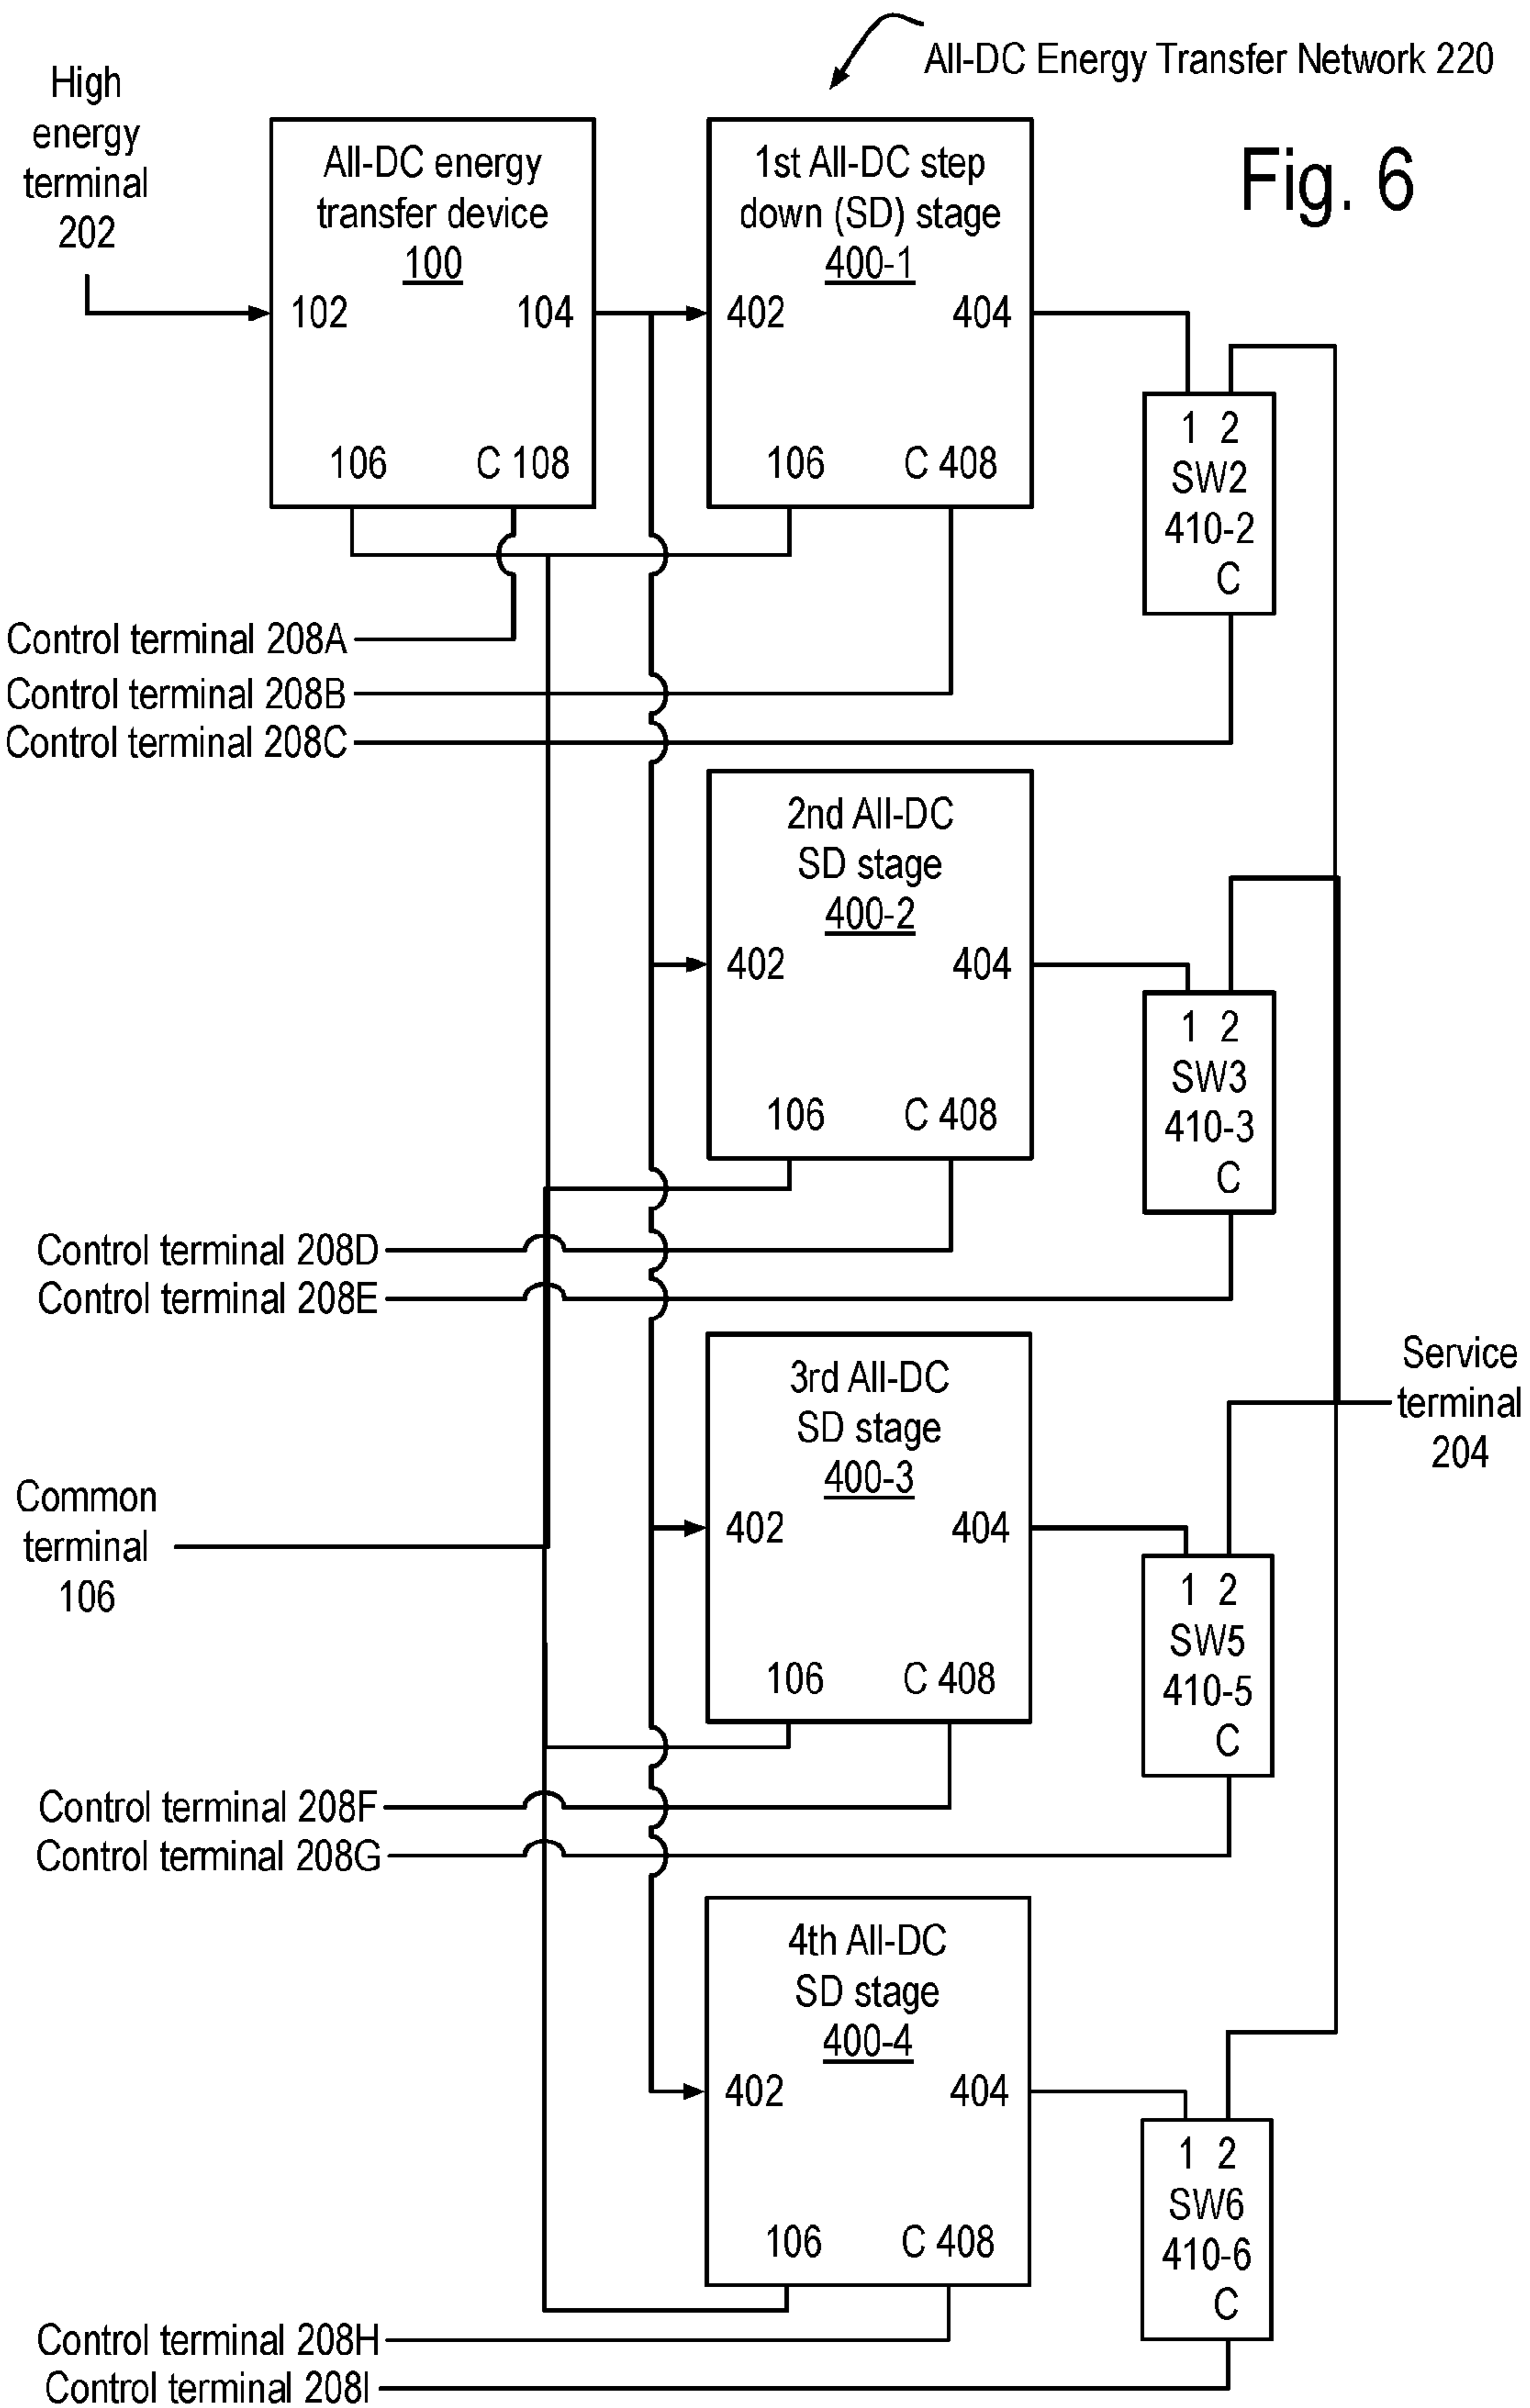 All-DC Energy Transfer Network 220
Fig. 6
High
energy
terminal
202
All-DC energy
transfer device
100
102 104
106 C 108
1st All-DC step
down (SD) stage
400-1
402 404
106 C 408
1 2
SW2
410-2
C
Control terminal 208A
Control terminal 208B
Control terminal 208C
2nd All-DC
SD stage
400-2
402 404
106 C 408
1 2
SW3
410-3
C
Control terminal 208D
Control terminal 208E
Service
terminal
204
3rd All-DC
SD stage
400-3
402 404
106 C 408
1 2
SW5
410-5
C
Common
terminal
106
Control terminal 208F
Control terminal 208G
4th All-DC
SD stage
400-4
402 404
106 C 408
1 2
SW6
410-6
C
Control terminal 208H
Control terminal 208I